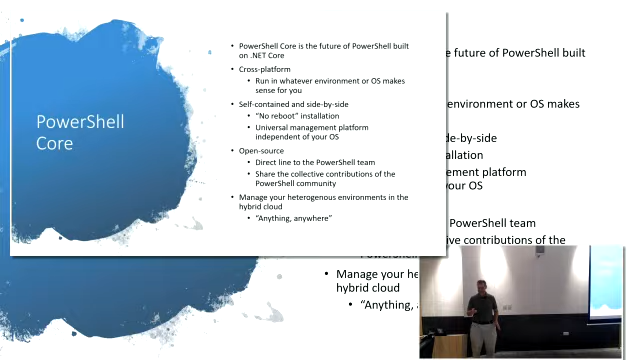 PowerShell
Core
• PowerShell Core is the future of PowerShell built
on .NET Core
• Cross-platform
• Run in whatever environment or OS makes
sense for you
• Self-contained and side-by-side
• “No reboot” installation
• Universal management platform
independent of your OS
• Open-source
• Direct line to the PowerShell team
• Share the collective contributions of the
PowerShell community
• Manage your heterogenous environments in the
hybrid cloud
• “Anything, anywhere”
e future of PowerShell built
environment or OS makes
de-by-side
allation
ement platform
your OS
PowerShell team
ive contributions of the
• Manage your he
hybrid cloud
• “Anything, a